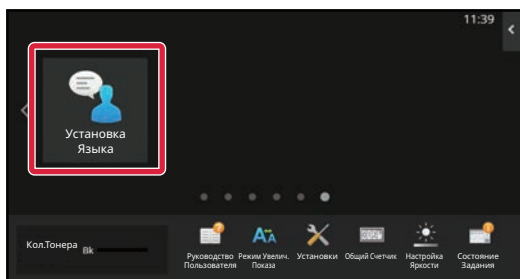 11:39
Установка
Языка
Кол.Тонера Bk
Руководство
Пользователя
Режим Увелич.
Показа
Установки
Общий Счетчик
Настройка
Яркости
Состояние
Задания